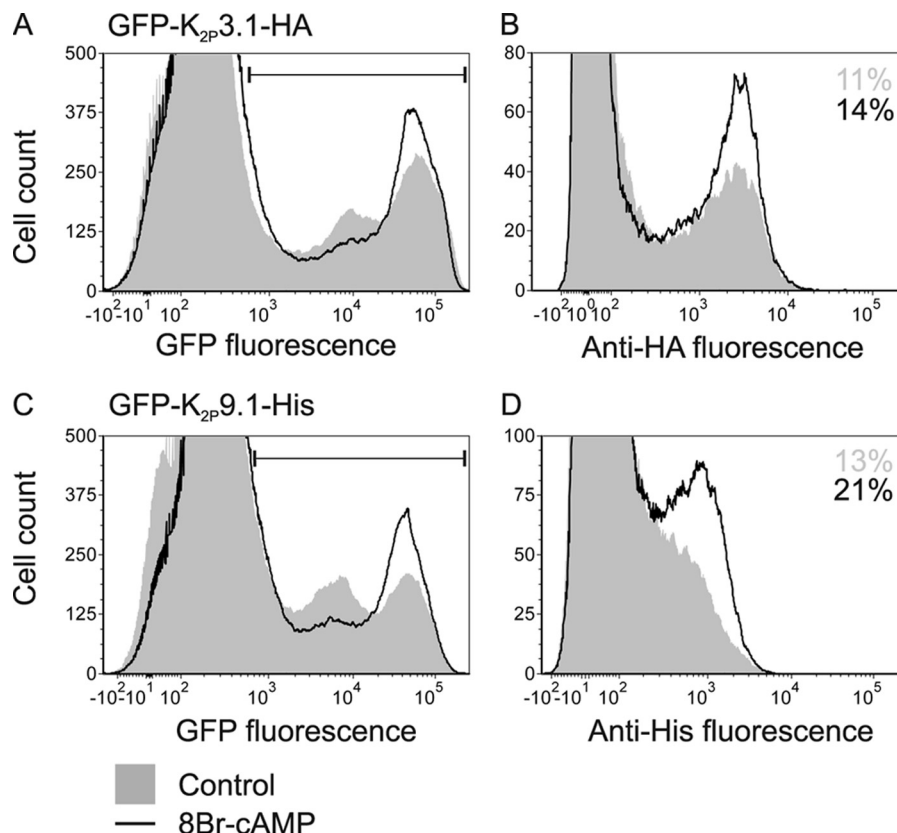 A GFP-K2P3.1-HA
500
375
250
125
0
-10² -10¹ 10² 10³ 10⁴ 10⁵
GFP fluorescence
Cell count
B
80
60
40
20
0
11%
14%
-10² -10¹ 0 10¹ 10³ 10⁴ 10⁵
Anti-HA fluorescence
C GFP-K2P9.1-His
500
375
250
125
0
-10² -10¹ 10² 10³ 10⁴ 10⁵
GFP fluorescence
Cell count
D
100
75
50
25
0
13%
21%
-10² -10¹ 10² 10³ 10⁴ 10⁵
Anti-His fluorescence
Control
8Br-cAMP